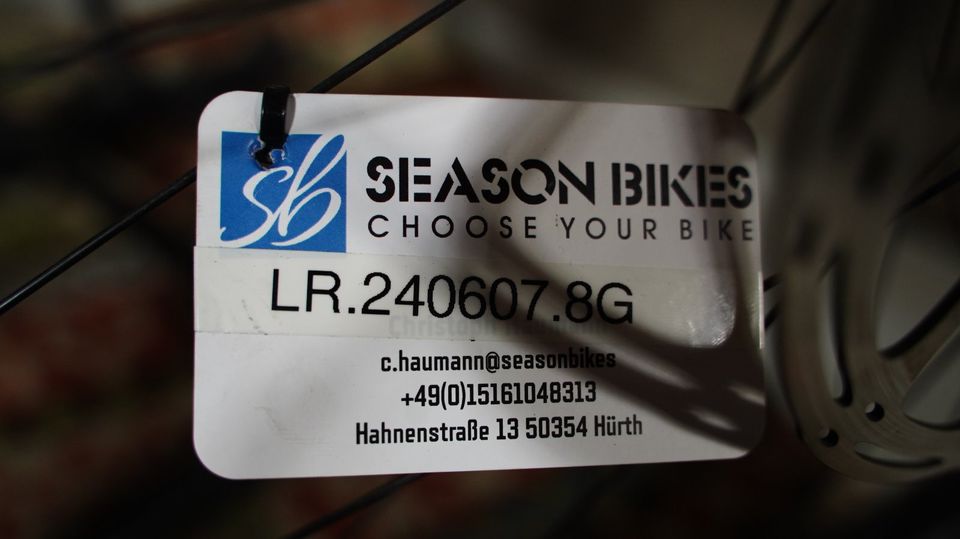 sb
SEASON BIKES
CHOOSE YOUR BIKE
LR.240607.8G
c.haumann@seasonbikes
+49(0)15161048313
Hahnenstraße 13 50354 Hürth